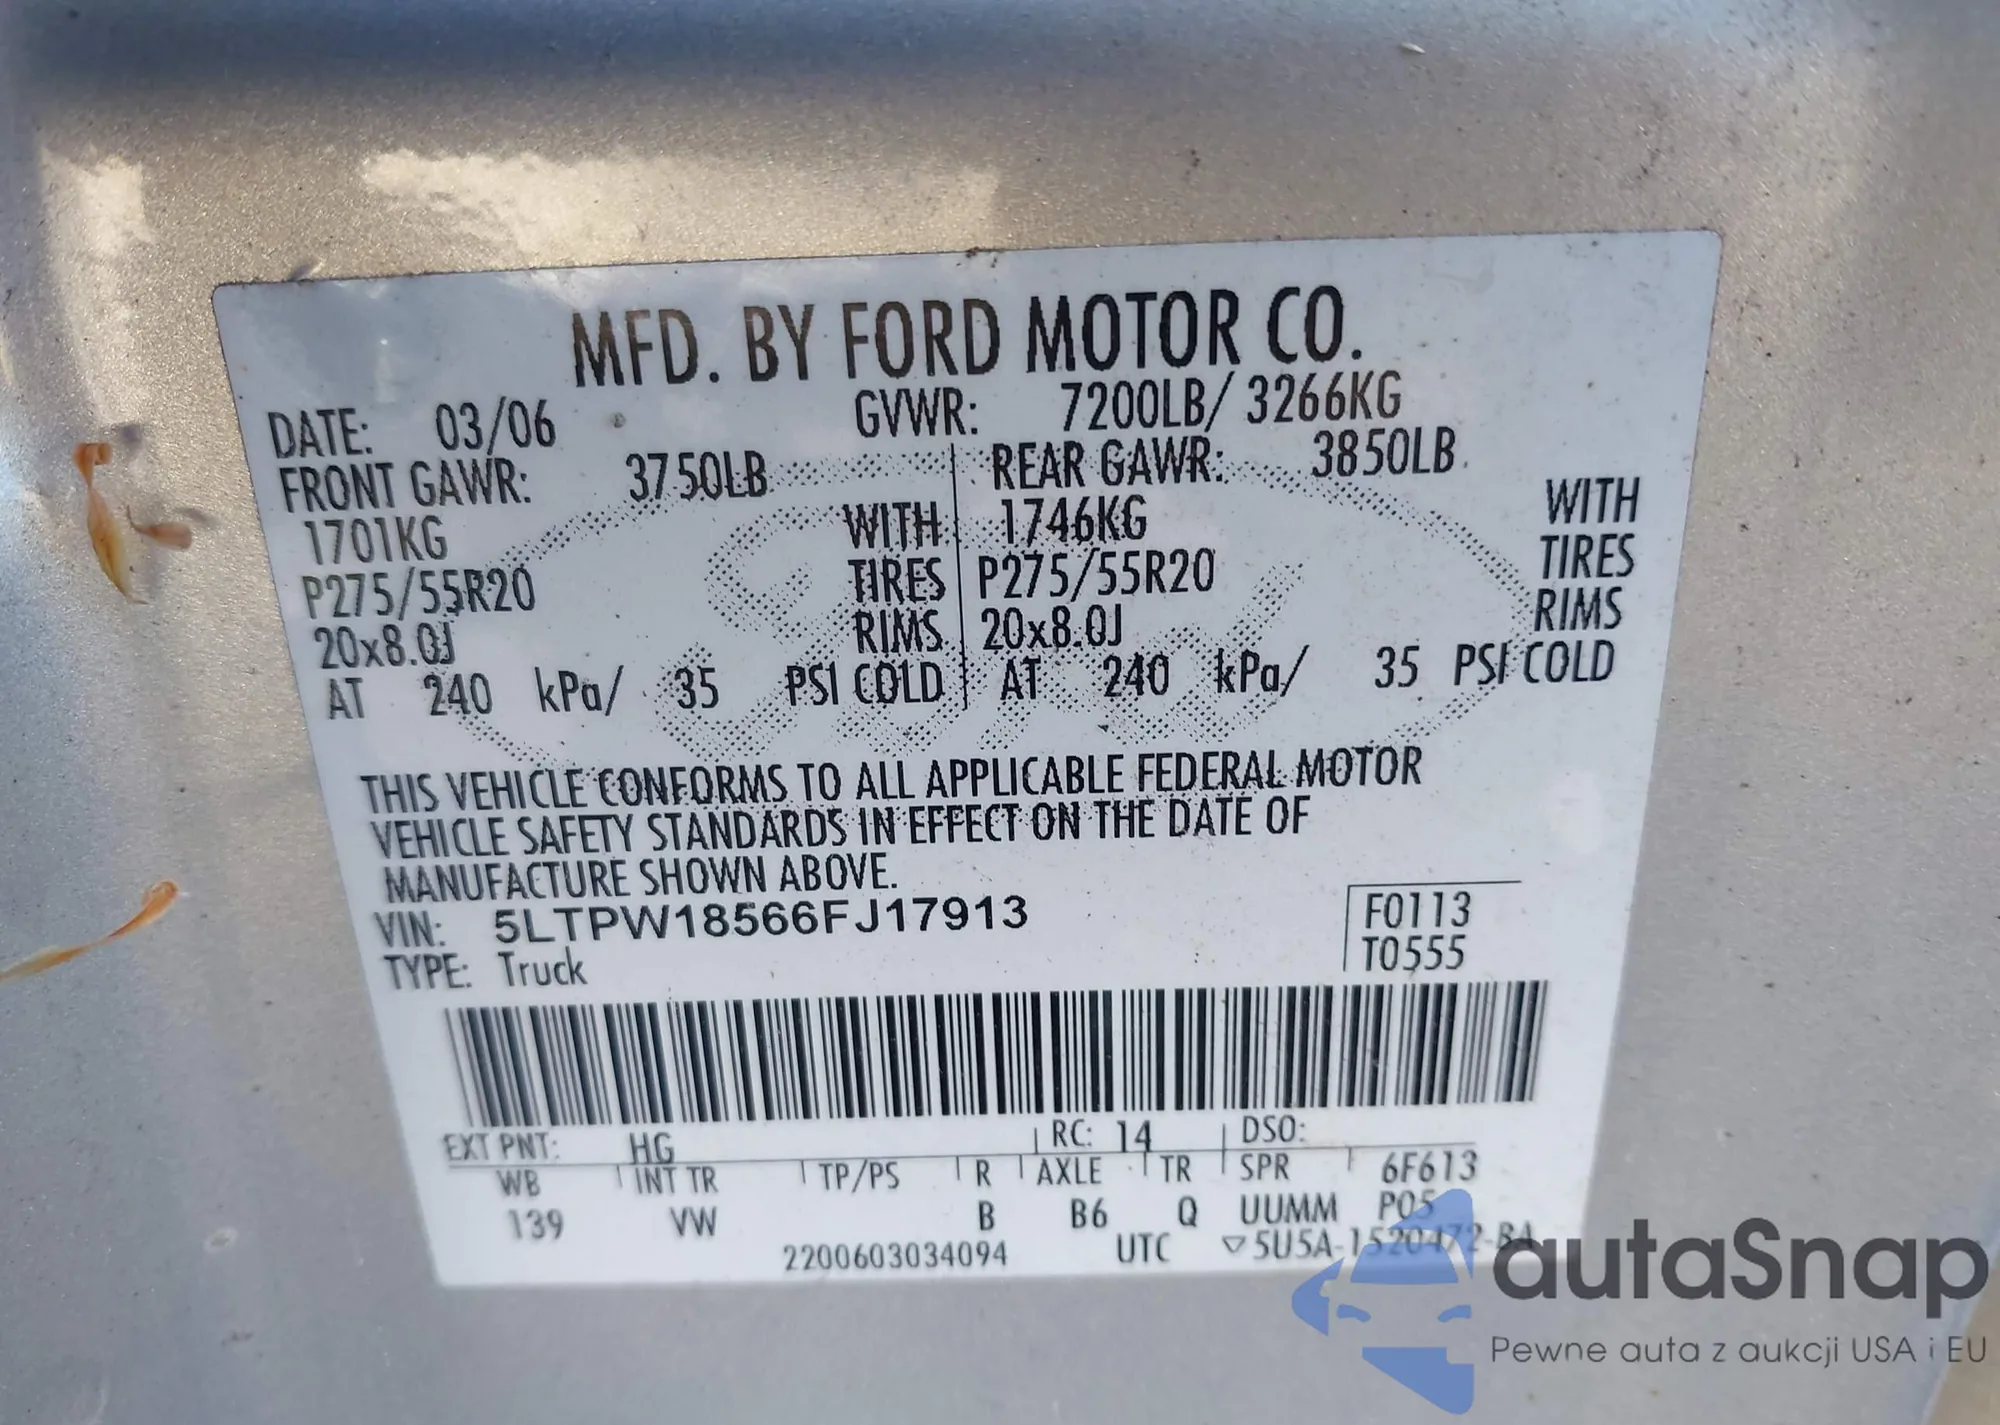 MFD. BY FORD MOTOR CO.
DATE: 03/06 GVWR: 7200LB/ 3266KG
FRONT GAWR: 3750LB REAR GAWR: 3850LB
1701KG WITH 1746KG WITH
P275/55R20 TIRES P275/55R20 TIRES
20x8.0J RIMS 20x8.0J RIMS
AT 240 kPa/ 35 PSI COLD AT 240 kPa/ 35 PSI COLD
THIS VEHICLE CONFORMS TO ALL APPLICABLE FEDERAL MOTOR
VEHICLE SAFETY STANDARDS IN EFFECT ON THE DATE OF
MANUFACTURE SHOWN ABOVE.
VIN: 5LTPW18566FJ17913 F0113
TYPE: Truck T0555
EXT PNT: HG RC: 14 DSO:
WB INT TR TP/PS R AXLE TR SPR 6F613
139 VW B B6 Q UUMM P05
2200603034094 UTC ▽5U5A-1520472-BA
autaSnap
Pewne auta z aukcji USA i EU